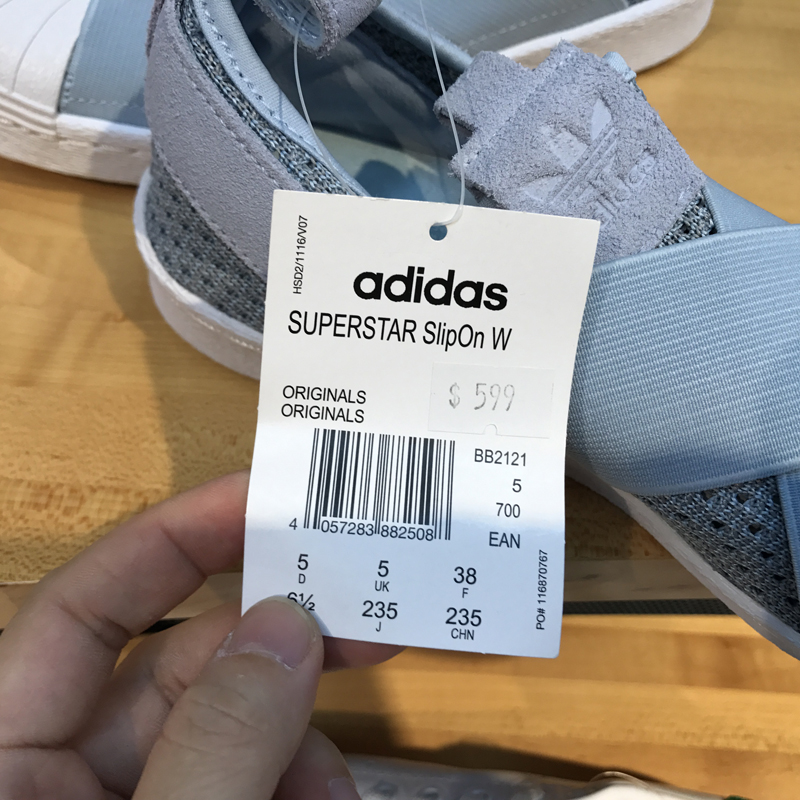 HSD2/1116/V07
adidas
SUPERSTAR SlipOn W
$ 599
ORIGINALS
ORIGINALS
BB2121
5
700
EAN
4 057283 882508
5 5 38
D UK F
6½ 235 235
J CHN
PO# 116870767